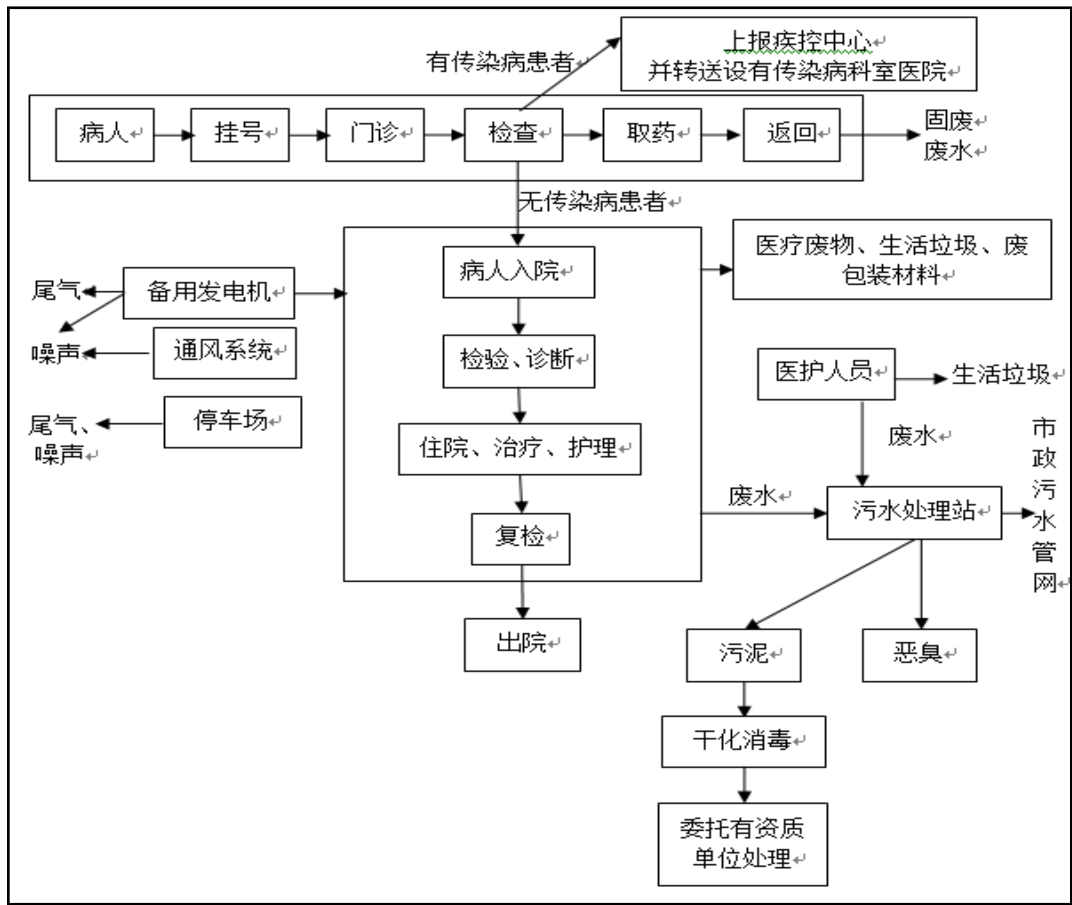 上报疾控中心
并转送设有传染病科室医院
有传染病患者
病人
挂号
门诊
检查
取药
返回
固废
废水
无传染病患者
病人入院
检验、诊断
住院、治疗、护理
复检
出院
备用发电机
尾气
噪声
通风系统
停车场
尾气、
噪声
医疗废物、生活垃圾、废
包装材料
医护人员
生活垃圾
废水
废水
污水处理站
市
政
污
水
管
网
污泥
恶臭
干化消毒
委托有资质
单位处理